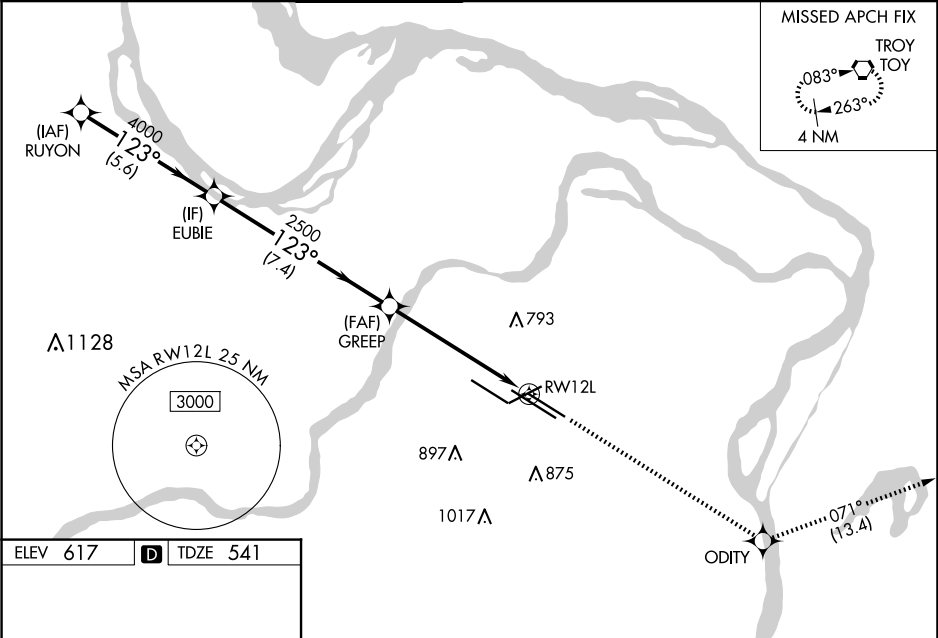 MISSED APCH FIX
TROY
TOY
083°
263°
4 NM
(IAF)
RUYON
4000
123°
(5.6)
(IF)
EUBIE
2500
123°
(7.4)
(FAF)
GREEP
793
1128
MSA RW12L 25 NM
3000
RW12L
897
875
1017
071°
(13.4)
ODITY
ELEV 617 D TDZE 541